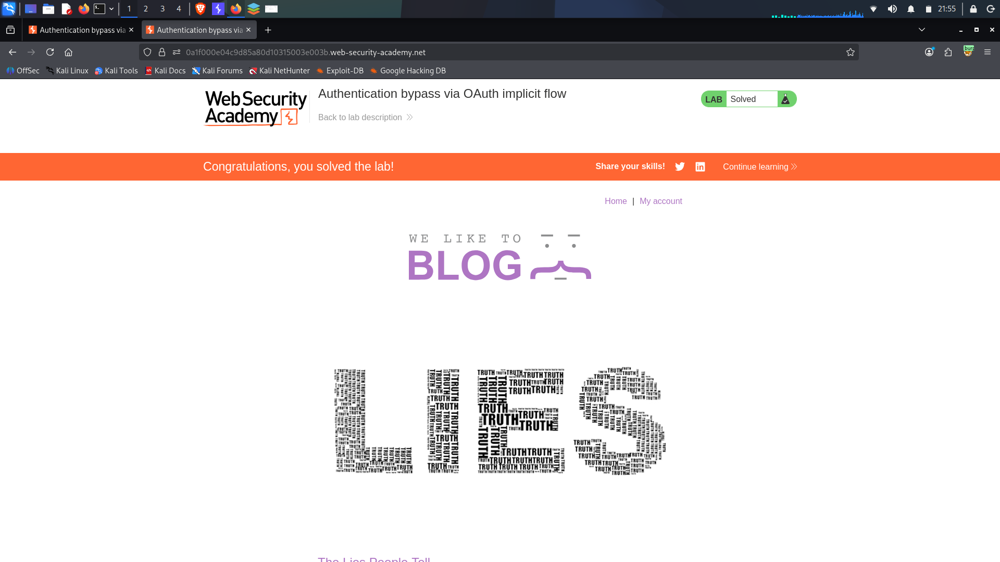 1 2 3 4 21:55
Authentication bypass via
Authentication bypass via
0a1f000e04c9d85a80d10315003e003b.web-security-academy.net
burp
OffSec Kali Linux Kali Tools Kali Docs Kali Forums Kali NetHunter Exploit-DB Google Hacking DB
Web Security
Academy
Authentication bypass via OAuth implicit flow
Back to lab description
LAB Solved
Congratulations, you solved the lab!
Share your skills!
Continue learning
Home | My account
WE LIKE TO
BLOG
LIES
TRUTH
The Lies People Tell